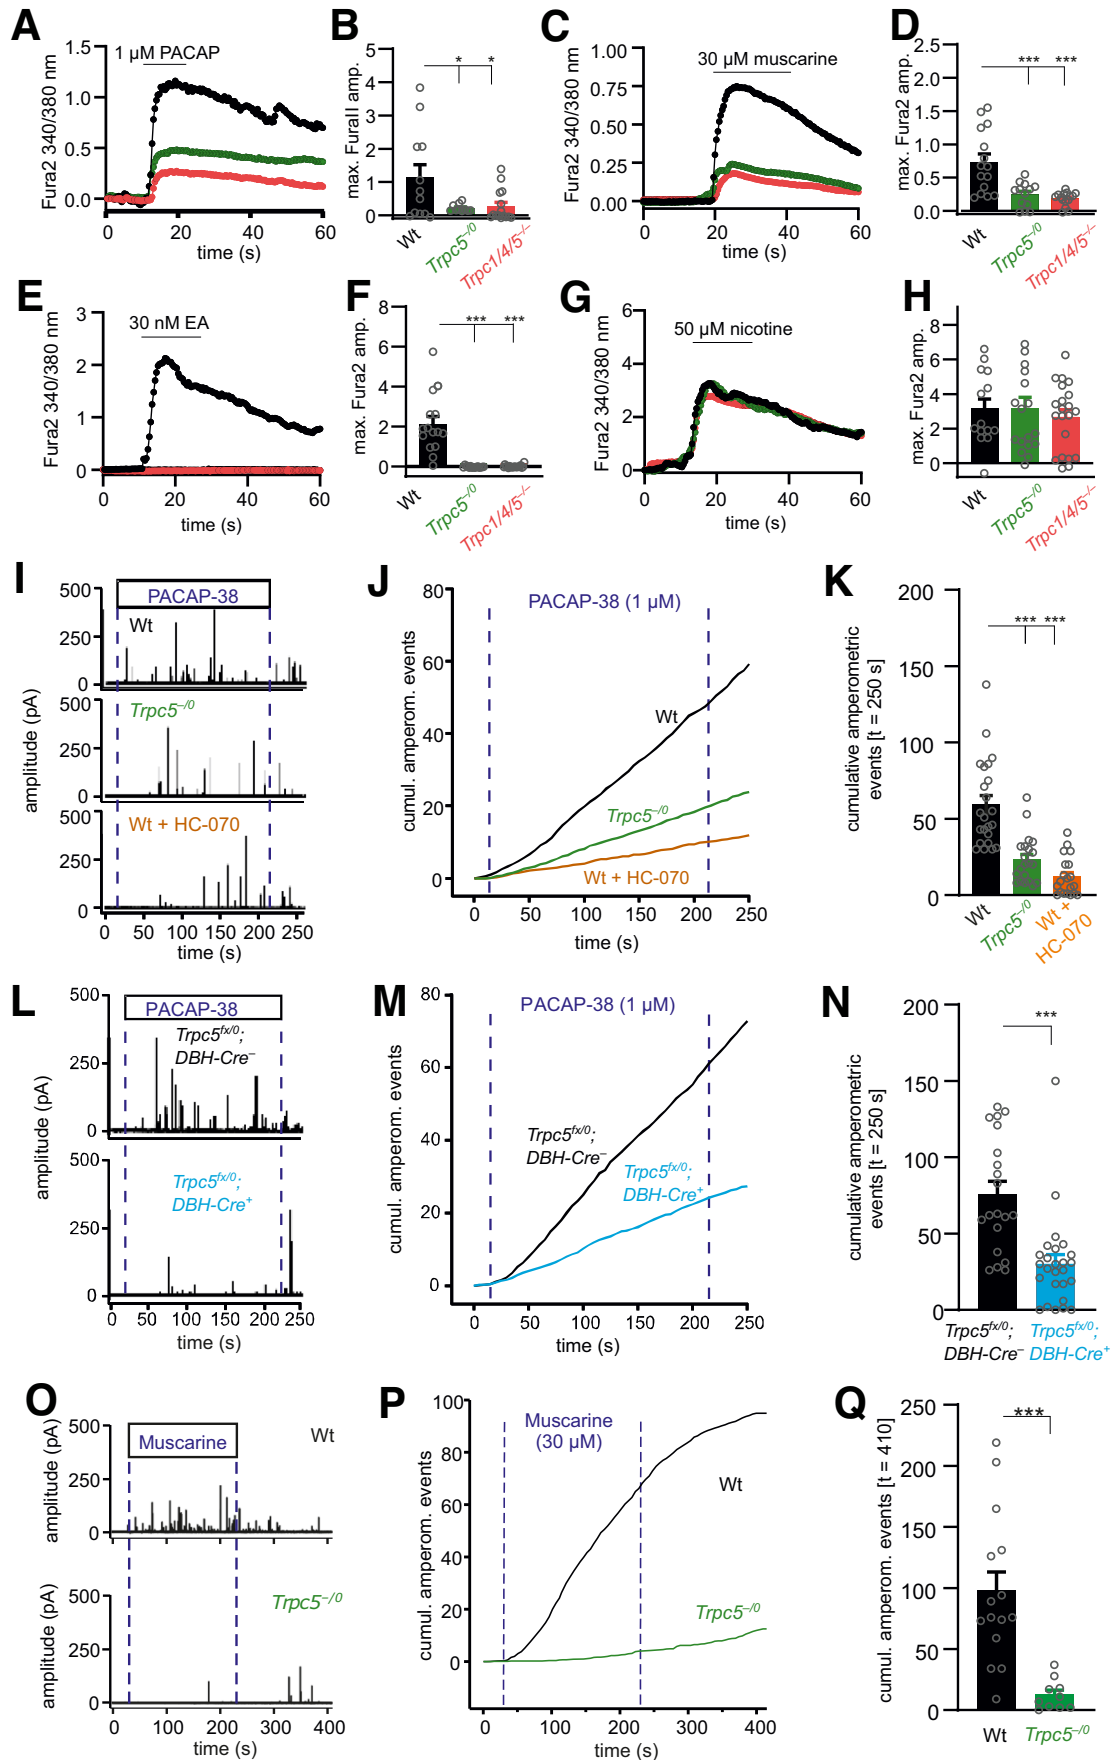 A
1 µM PACAP
Fura2 340/380 nm
1.5
1.0
0.5
0.0
0 20 40 60
time (s)
B
max. FuraII amp.
5
4
3
2
1
0
* *
Wt
Trpc5–/0
Trpc1/4/5–/–
C
30 µM muscarine
Fura2 340/380 nm
1.00
0.75
0.50
0.25
0.00
0 20 40 60
time (s)
D
max. Fura2 amp.
2.5
2.0
1.5
1.0
0.5
0.0
*** ***
Wt
Trpc5–/0
Trpc1/4/5–/–
E
30 nM EA
Fura2 340/380 nm
3
2
1
0
0 20 40 60
time (s)
F
max. Fura2 amp.
8
6
4
2
0
*** ***
Wt
Trpc5–/0
Trpc1/4/5–/–
G
50 µM nicotine
Fura2 340/380 nm
6
4
2
0
0 20 40 60
time (s)
H
max. Fura2 amp.
8
6
4
2
0
Wt
Trpc5–/0
Trpc1/4/5–/–
I
PACAP-38
Wt
500
250
0
Trpc5–/0
500
250
0
Wt + HC-070
500
250
0
amplitude (pA)
0 50 100 150 200 250
time (s)
J
PACAP-38 (1 µM)
cumul. amperom. events
80
60
40
20
0
Wt
Trpc5–/0
Wt + HC-070
0 50 100 150 200 250
time (s)
K
cumulative amperometric
events [t = 250 s]
200
150
100
50
0
*** ***
Wt
Trpc5–/0
Wt +
HC-070
L
PACAP-38
Trpc5fx/0;
DBH-Cre–
500
250
0
Trpc5fx/0;
DBH-Cre+
500
250
0
amplitude (pA)
0 50 100 150 200 250
time (s)
M
PACAP-38 (1 µM)
cumul. amperom. events
80
60
40
20
0
Trpc5fx/0;
DBH-Cre–
Trpc5fx/0;
DBH-Cre+
0 50 100 150 200 250
time (s)
N
cumulative amperometric
events [t = 250 s]
200
150
100
50
0
***
Trpc5fx/0;
DBH-Cre–
Trpc5fx/0;
DBH-Cre+
O
Muscarine
Wt
amplitude (pA)
500
250
0
Trpc5–/0
amplitude (pA)
500
250
0
0 100 200 300 400
time (s)
P
Muscarine
(30 µM)
cumul. amperom. events
100
80
60
40
20
0
Wt
Trpc5–/0
0 100 200 300 400
time (s)
Q
cumul. amperom. events [t = 410]
250
200
150
100
50
0
***
Wt
Trpc5–/0